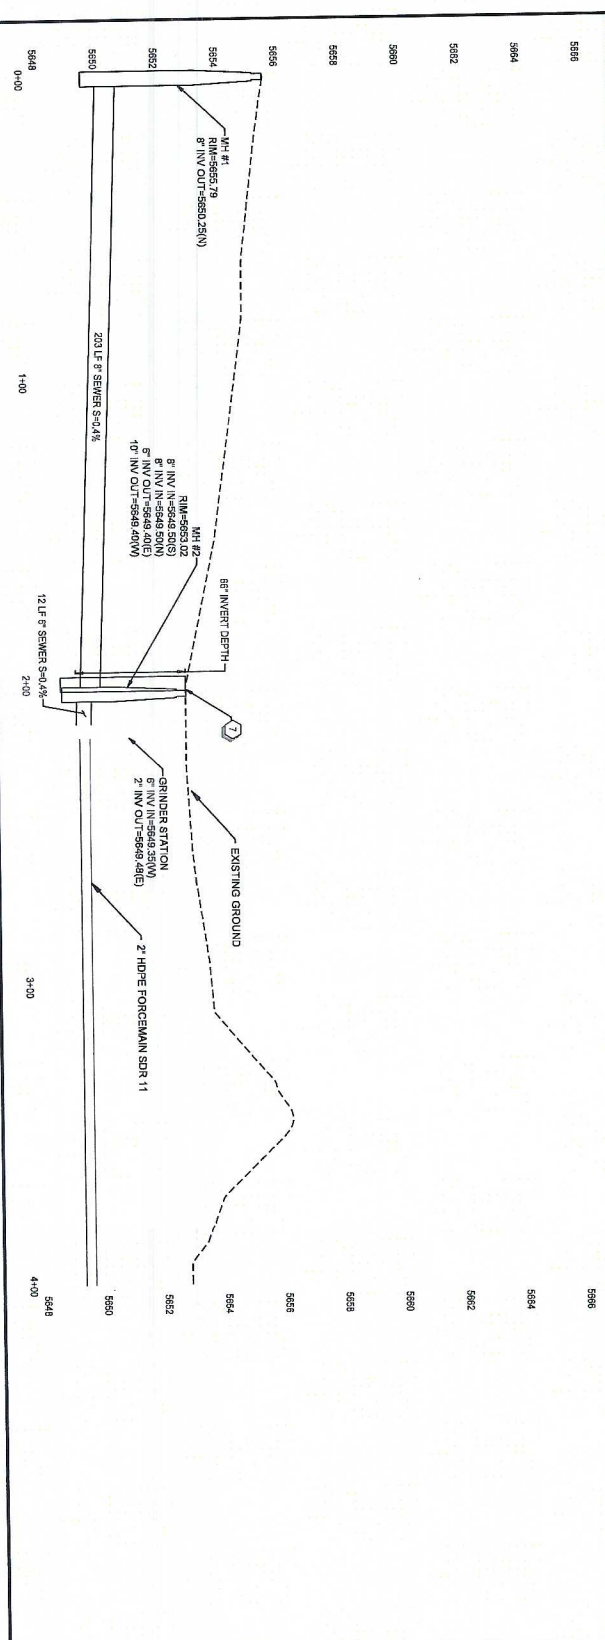 5666
5664
5662
5660
5658
5656
5654
5652
5650
5648
0+00
MH #1
RIM=5655.79
8" INV OUT=5650.25(N)
203 LF 8" SEWER S=0.4%
1+00
MH #2
RIM=5653.02
8" INV IN=5649.50(S)
8" INV IN=5649.50(N)
6" INV OUT=5649.40(E)
10" INV OUT=5649.40(W)
66" INVERT DEPTH
12 LF 6" SEWER S=0.4%
2+00
7
GRINDER STATION
6" INV IN=5649.35(W)
2" INV OUT=5649.48(E)
EXISTING GROUND
2" HDPE FORCEMAIN SDR 11
3+00
5666
5664
5662
5660
5658
5656
5654
5652
5650
5648
4+00